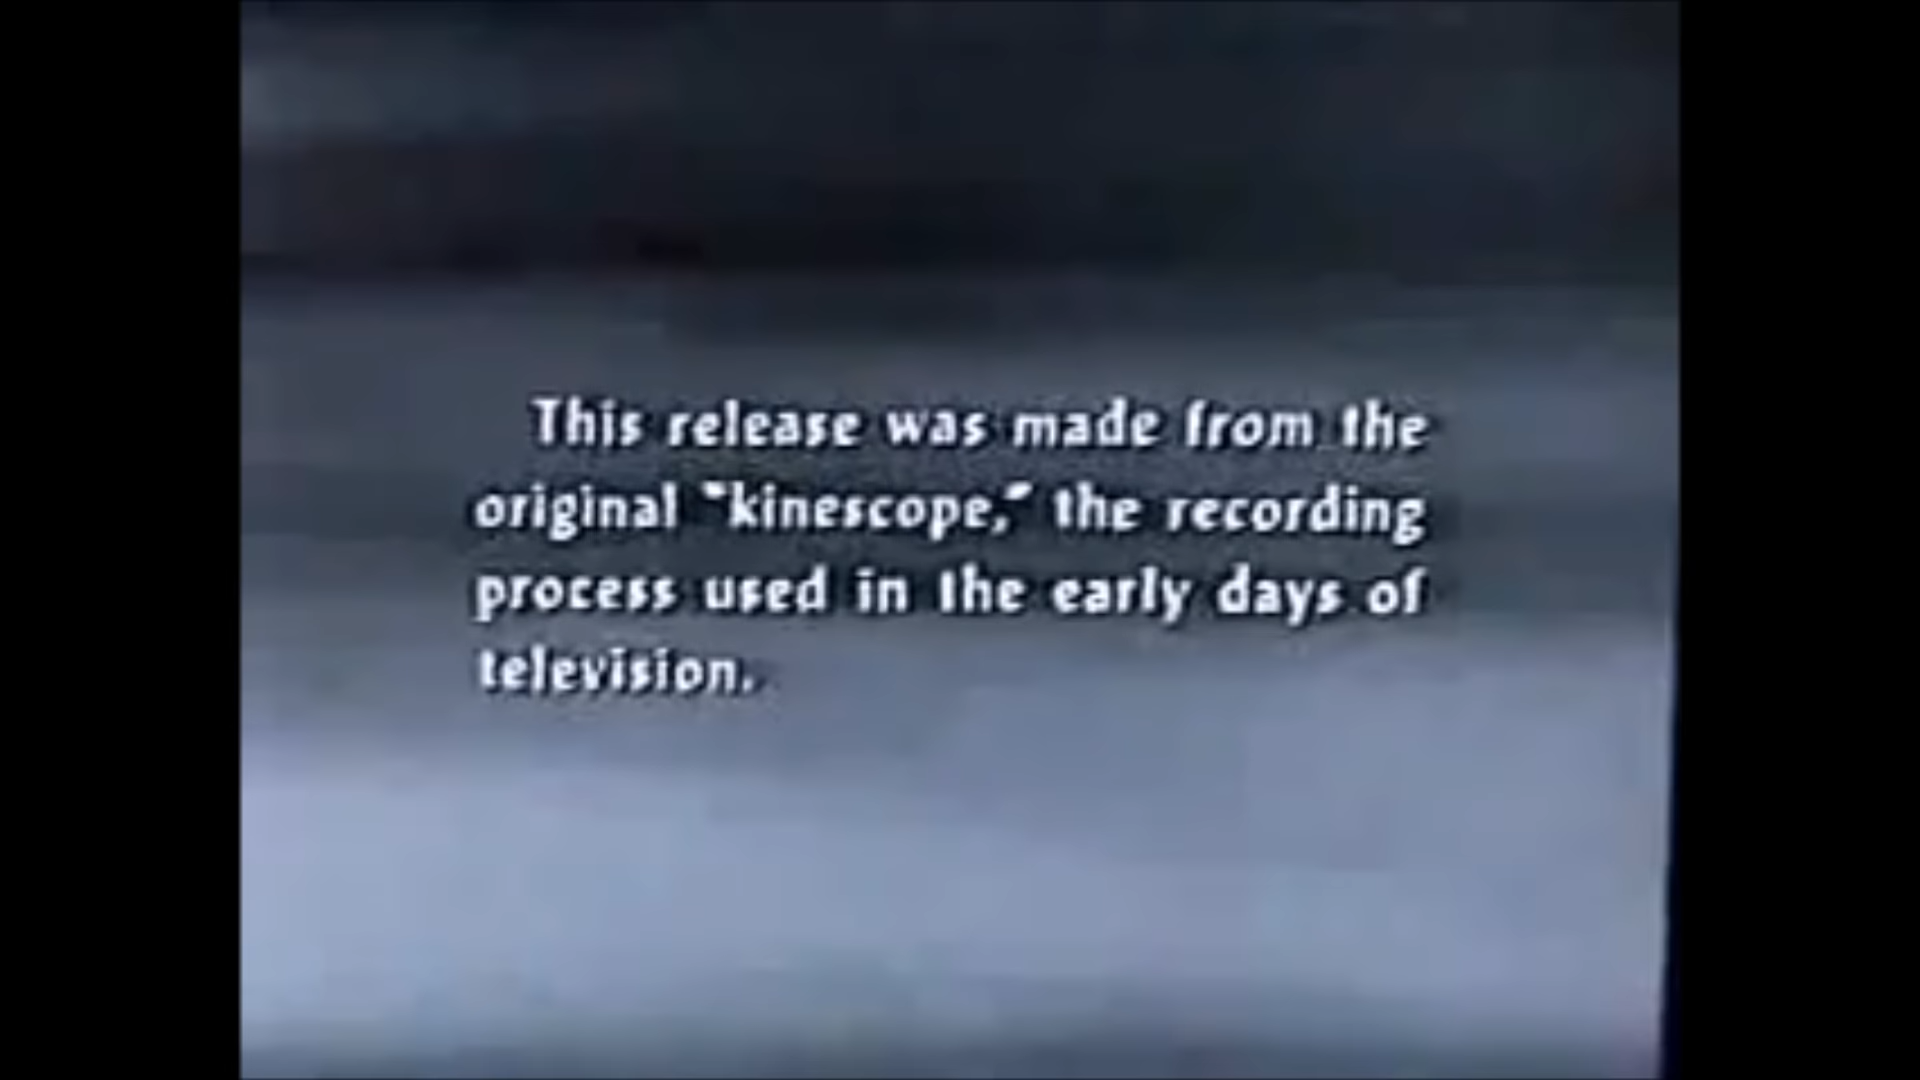 This release was made from the
original "kinescope," the recording
process used in the early days of
television.